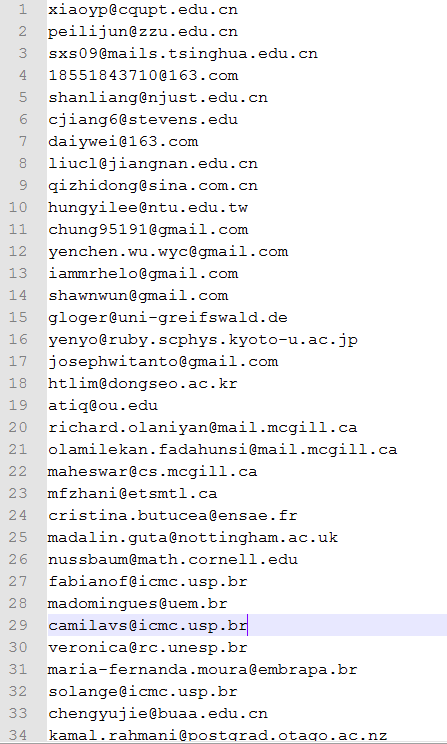 1 xiaoyp@cqupt.edu.cn
2 peilijun@zzu.edu.cn
3 sxs09@mails.tsinghua.edu.cn
4 18551843710@163.com
5 shanliang@njust.edu.cn
6 cjiang6@stevens.edu
7 daiywei@163.com
8 liucl@jiangnan.edu.cn
9 qizhidong@sina.com.cn
10 hungyilee@ntu.edu.tw
11 chung95191@gmail.com
12 yenchen.wu.wyc@gmail.com
13 iammrhelo@gmail.com
14 shawnwun@gmail.com
15 gloger@uni-greifswald.de
16 yenyo@ruby.scphys.kyoto-u.ac.jp
17 josephwitanto@gmail.com
18 htlim@dongseo.ac.kr
19 atiq@ou.edu
20 richard.olaniyan@mail.mcgill.ca
21 olamilekan.fadahunsi@mail.mcgill.ca
22 maheswar@cs.mcgill.ca
23 mfzhani@etsmtl.ca
24 cristina.butucea@ensae.fr
25 madalin.guta@nottingham.ac.uk
26 nussbaum@math.cornell.edu
27 fabianof@icmc.usp.br
28 madomingues@uem.br
29 camilavs@icmc.usp.br
30 veronica@rc.unesp.br
31 maria-fernanda.moura@embrapa.br
32 solange@icmc.usp.br
33 chengyujie@buaa.edu.cn
34 kamal.rahmani@postgrad.otago.ac.nz